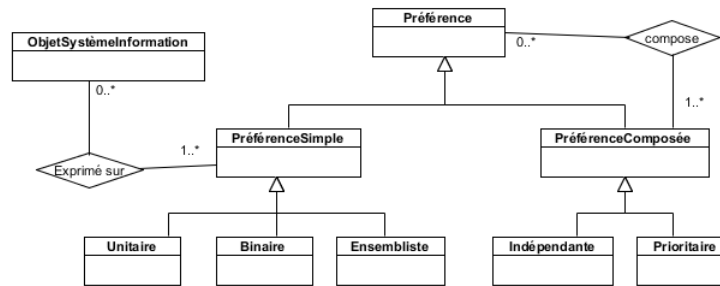 Préférence
ObjetSystèmeInformation
0..*
compose
0..*
1..*
PréférenceSimple
PréférenceComposée
1..*
Exprimé sur
Unitaire
Binaire
Ensembliste
Indépendante
Prioritaire